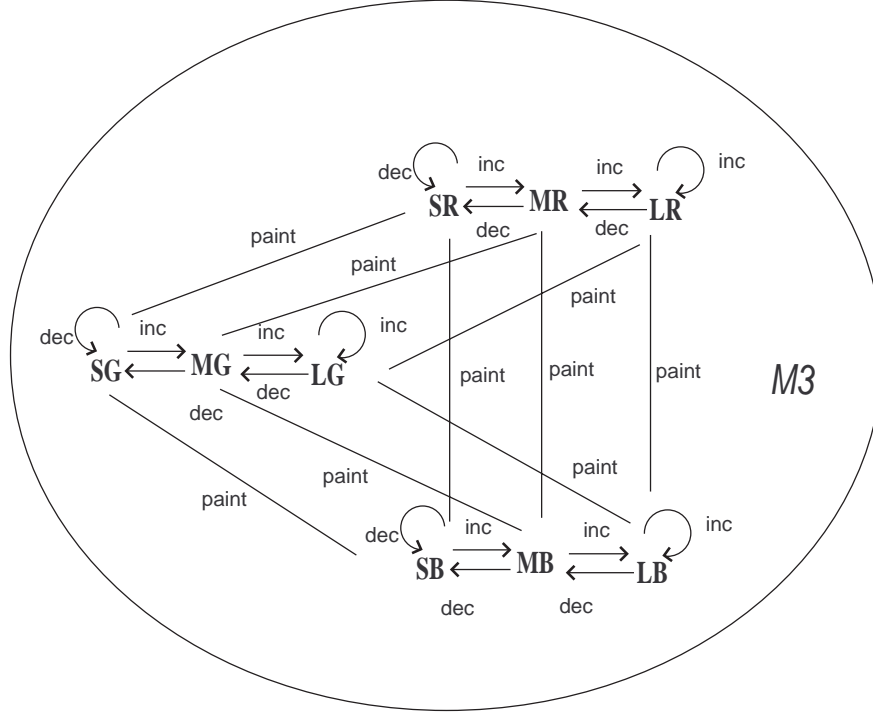 inc inc inc
dec
SR MR LR
dec dec
paint
paint
paint
inc inc inc
dec
SG MG LG
dec
dec
paint paint paint
M3
paint paint
paint
inc inc inc
dec
SB MB LB
dec dec